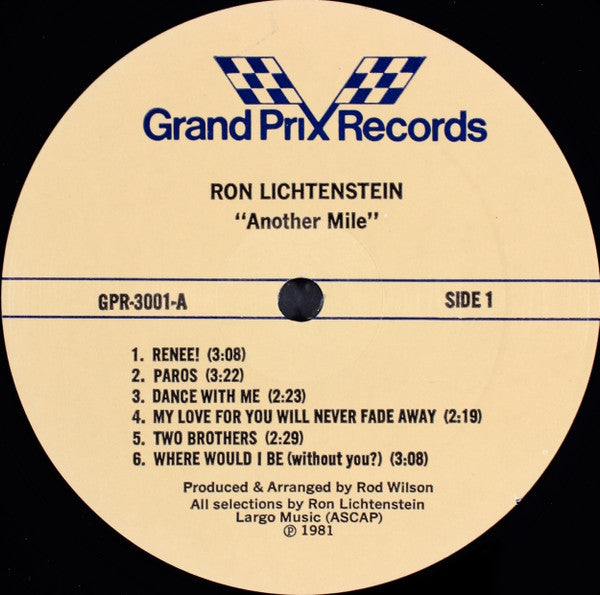 Grand Prix Records
RON LICHTENSTEIN
"Another Mile"
GPR-3001-A SIDE 1
1. RENEE! (3:08)
2. PAROS (3:22)
3. DANCE WITH ME (2:23)
4. MY LOVE FOR YOU WILL NEVER FADE AWAY (2:19)
5. TWO BROTHERS (2:29)
6. WHERE WOULD I BE (without you?) (3:08)
Produced & Arranged by Rod Wilson
All selections by Ron Lichtenstein
Largo Music (ASCAP)
℗ 1981